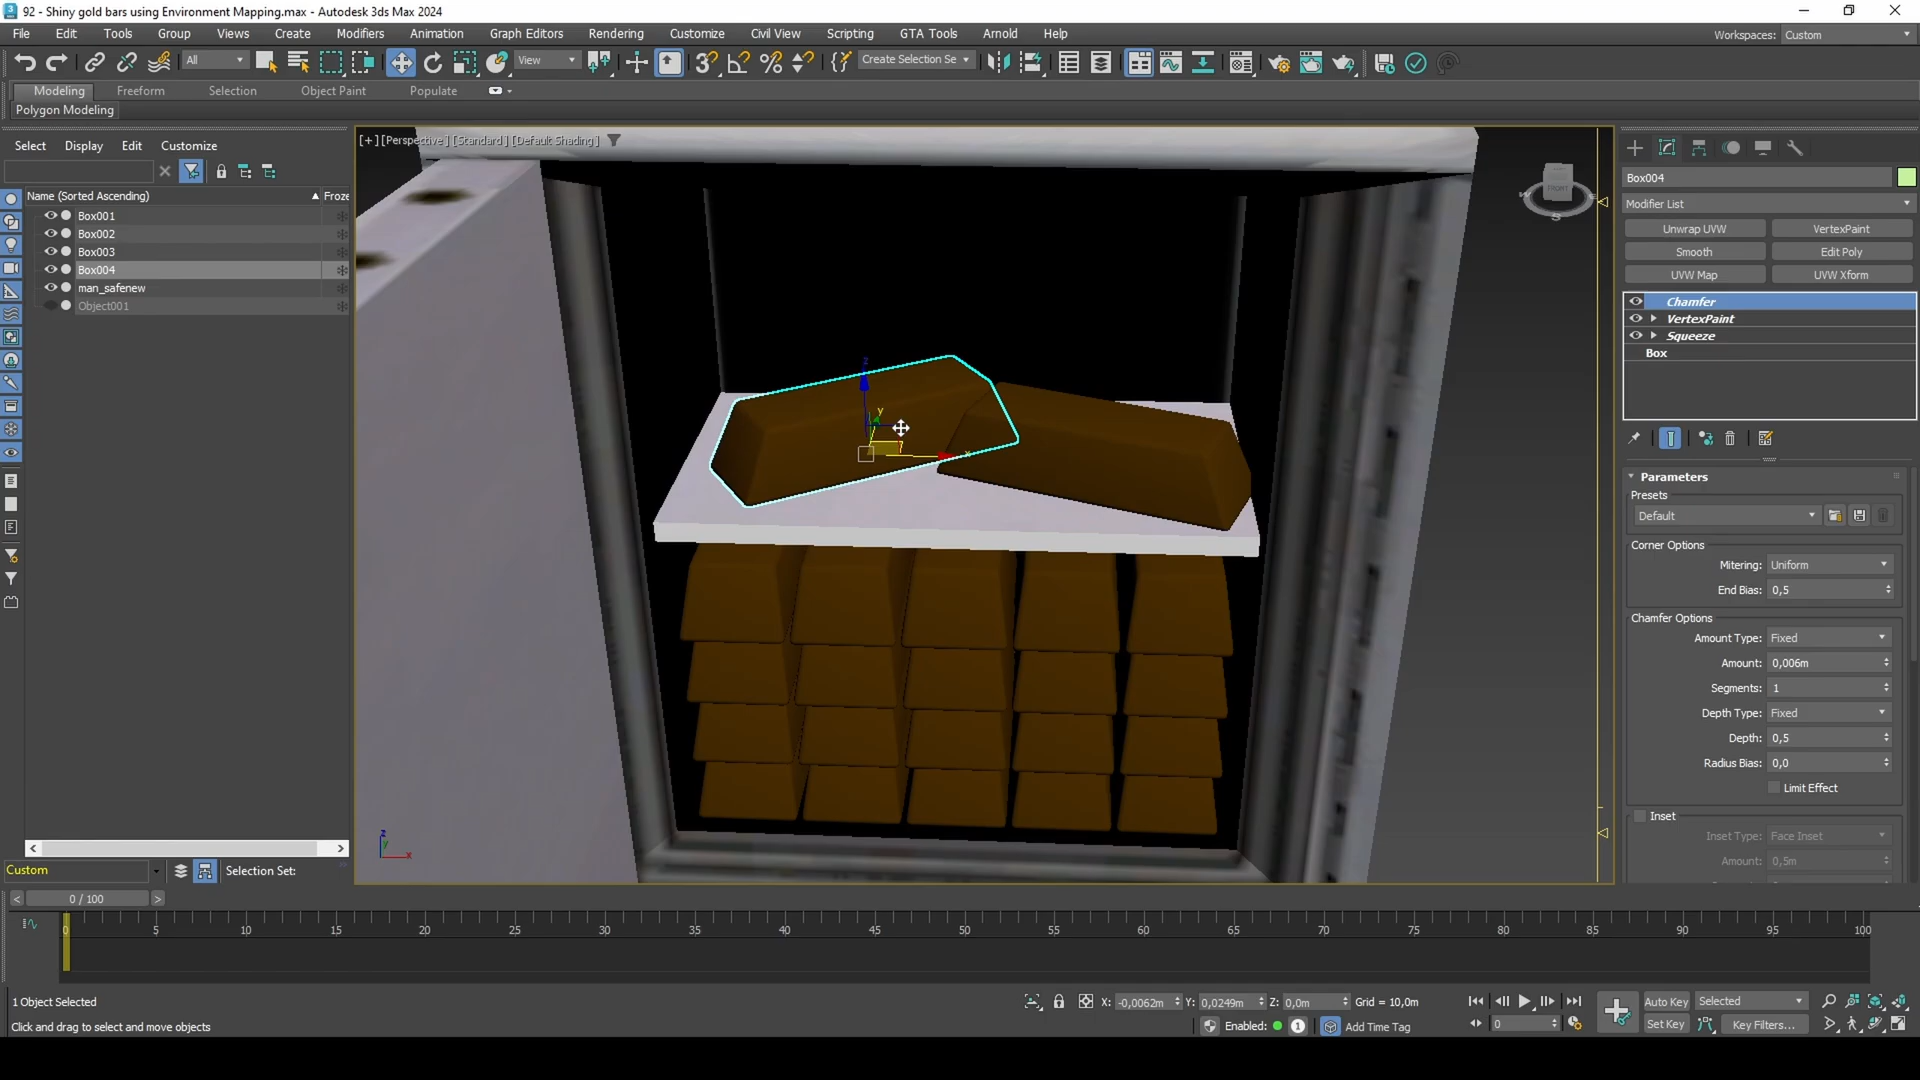 92 - Shiny gold bars using Environment Mapping.max - Autodesk 3ds Max 2024
File Edit Tools Group Views Create Modifiers Animation Graph Editors Rendering Customize Civil View Scripting GTA Tools Arnold Help
Workspaces: Custom
All View Create Selection Se
Modeling Freeform Selection Object Paint Populate
Polygon Modeling
Select Display Edit Customize
Name (Sorted Ascending) Froze
Box001
Box002
Box003
Box004
man_safenew
Object001
Custom Selection Set:
[+] [Perspective] [Standard] [Default Shading]
FRONT
S
z
y
x
z
y
x
Box004
Modifier List
Unwrap UVW VertexPaint
Smooth Edit Poly
UVW Map UVW Xform
Chamfer
VertexPaint
Squeeze
Box
Parameters
Presets
Default
Corner Options
Mitering: Uniform
End Bias: 0,5
Chamfer Options
Amount Type: Fixed
Amount: 0,006m
Segments: 1
Depth Type: Fixed
Depth: 0,5
Radius Bias: 0,0
Limit Effect
Inset
Inset Type: Face Inset
Amount: 0,5m
< 0 / 100 >
0 5 10 15 20 25 30 35 40 45 50 55 60 65 70 75 80 85 90 95 100
1 Object Selected
X: -0,0062m Y: 0,0249m Z: 0,0m Grid = 10,0m
Auto Key Selected
Click and drag to select and move objects
Enabled: 1 Add Time Tag
0 Set Key Key Filters...